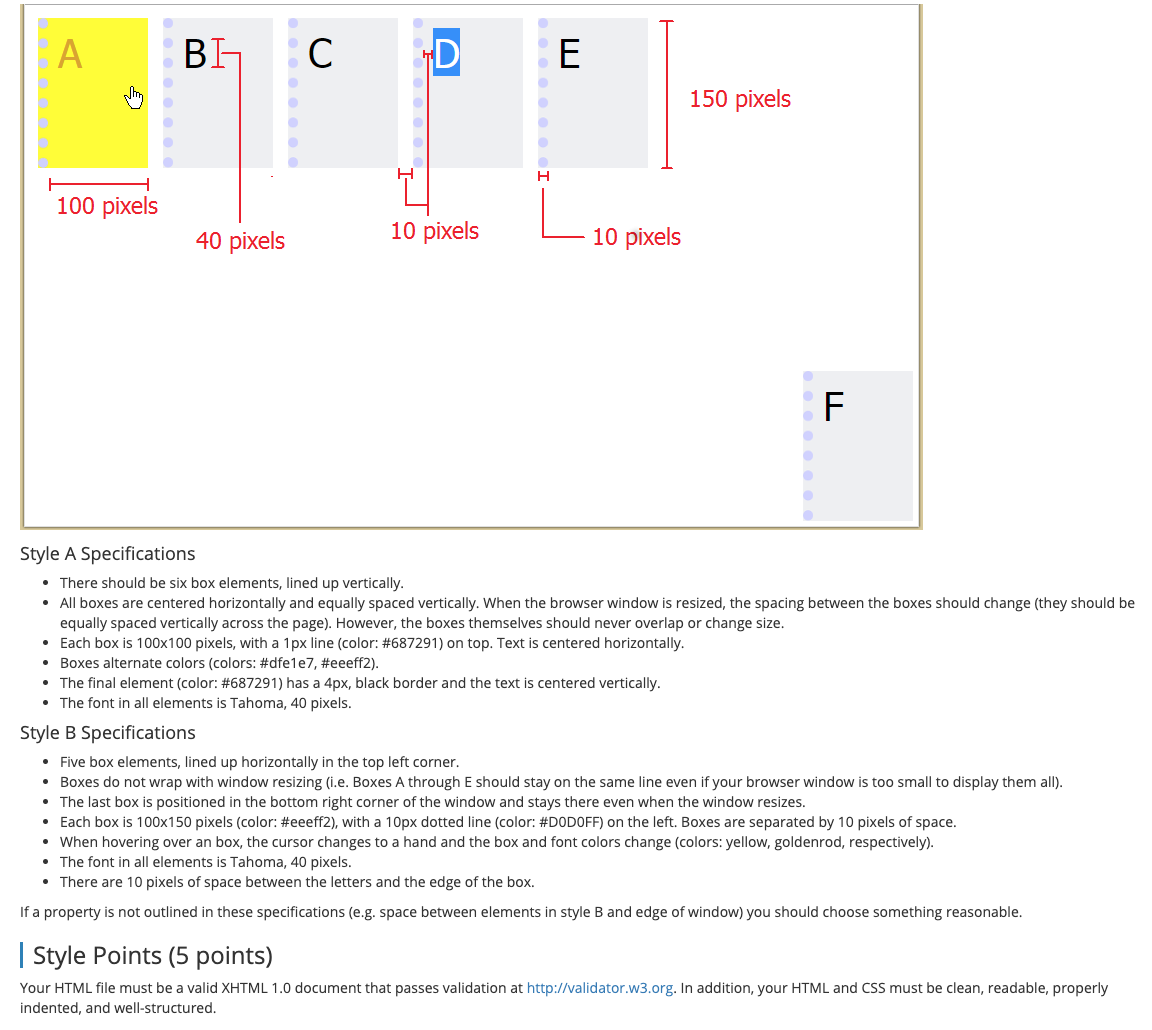 A B C D E
150 pixels
100 pixels
40 pixels
10 pixels
10 pixels
F
Style A Specifications
• There should be six box elements, lined up vertically.
• All boxes are centered horizontally and equally spaced vertically. When the browser window is resized, the spacing between the boxes should change (they should be
equally spaced vertically across the page). However, the boxes themselves should never overlap or change size.
• Each box is 100x100 pixels, with a 1px line (color: #687291) on top. Text is centered horizontally.
• Boxes alternate colors (colors: #dfe1e7, #eeeff2).
• The final element (color: #687291) has a 4px, black border and the text is centered vertically.
• The font in all elements is Tahoma, 40 pixels.
Style B Specifications
• Five box elements, lined up horizontally in the top left corner.
• Boxes do not wrap with window resizing (i.e. Boxes A through E should stay on the same line even if your browser window is too small to display them all).
• The last box is positioned in the bottom right corner of the window and stays there even when the window resizes.
• Each box is 100x150 pixels (color: #eeeff2), with a 10px dotted line (color: #D0D0FF) on the left. Boxes are separated by 10 pixels of space.
• When hovering over an box, the cursor changes to a hand and the box and font colors change (colors: yellow, goldenrod, respectively).
• The font in all elements is Tahoma, 40 pixels.
• There are 10 pixels of space between the letters and the edge of the box.
If a property is not outlined in these specifications (e.g. space between elements in style B and edge of window) you should choose something reasonable.
Style Points (5 points)
Your HTML file must be a valid XHTML 1.0 document that passes validation at http://validator.w3.org. In addition, your HTML and CSS must be clean, readable, properly
indented, and well-structured.